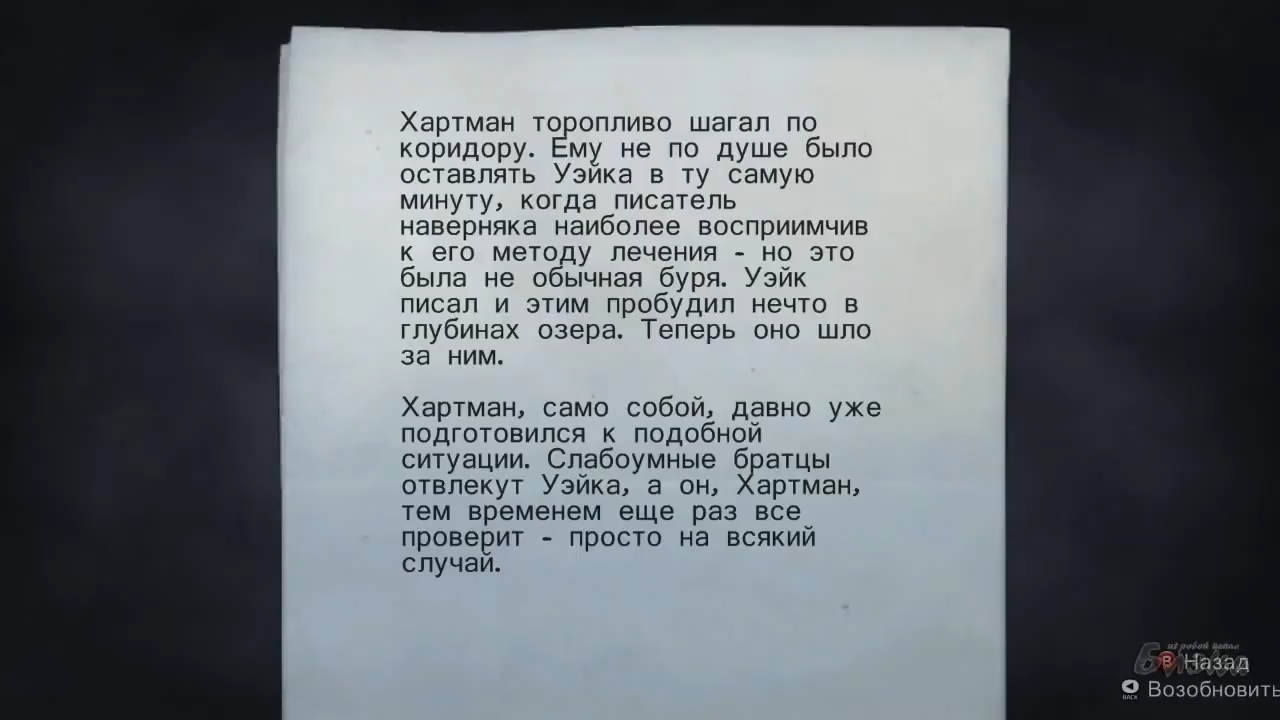 Хартман торопливо шагал по
коридору. Ему не по душе было
оставлять Уэйка в ту самую
минуту, когда писатель
наверняка наиболее восприимчив
к его методу лечения - но это
была не обычная буря. Уэйк
писал и этим пробудил нечто в
глубинах озера. Теперь оно шло
за ним.
Хартман, само собой, давно уже
подготовился к подобной
ситуации. Слабоумные братцы
отвлекут Уэйка, а он, Хартман,
тем временем еще раз все
проверит - просто на всякий
случай.
B Назад
BACK Возобновить